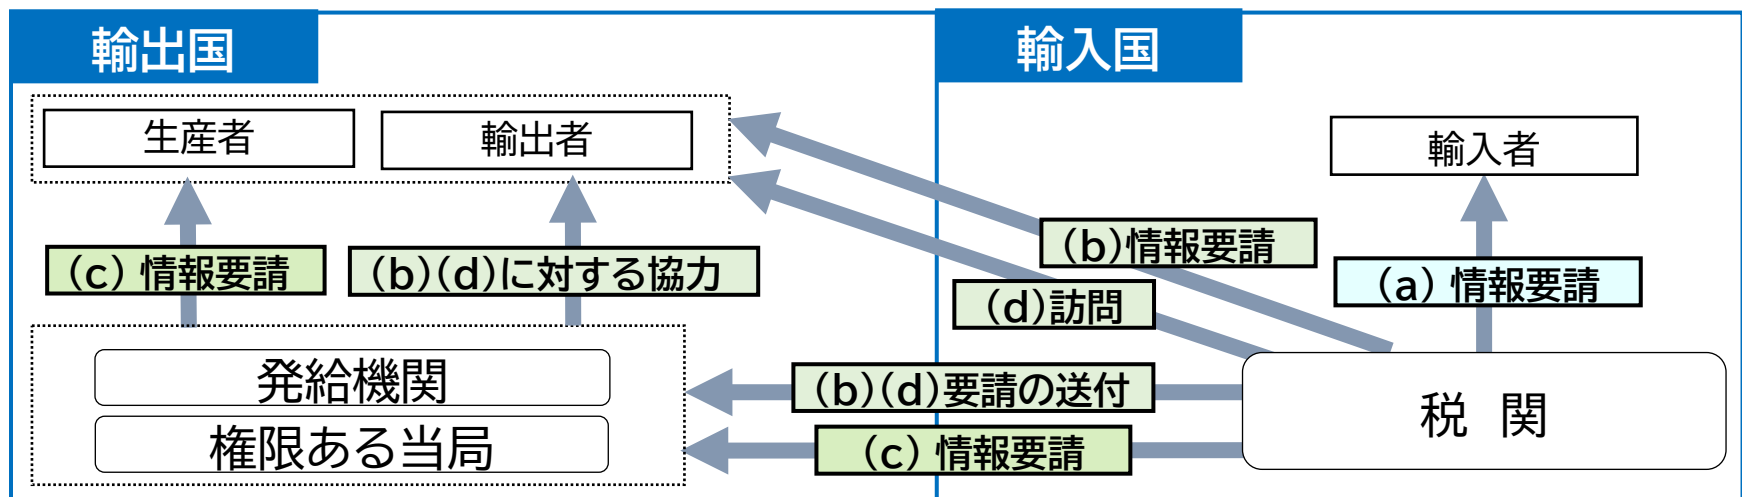 輸出国
輸入国
生産者
輸出者
輸入者
(b)情報要請
(c) 情報要請
(b)(d)に対する協力
(a) 情報要請
(d)訪問
発給機関
(b)(d)要請の送付
税 関
権限ある当局
(c) 情報要請